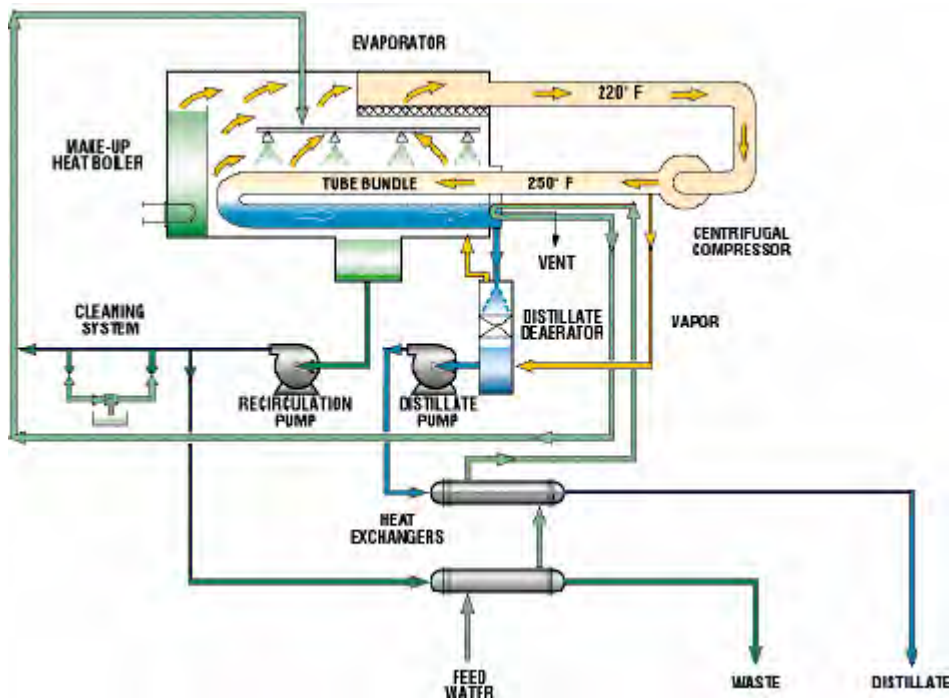 EVAPORATOR
220° F
MAKE-UP
HEAT BOILER
TUBE BUNDLE
250° F
CENTRIFUGAL
COMPRESSOR
VENT
CLEANING
SYSTEM
DISTILLATE
DEAERATOR
VAPOR
RECIRCULATION
PUMP
DISTILLATE
PUMP
HEAT
EXCHANGERS
FEED
WATER
WASTE
DISTILLATE